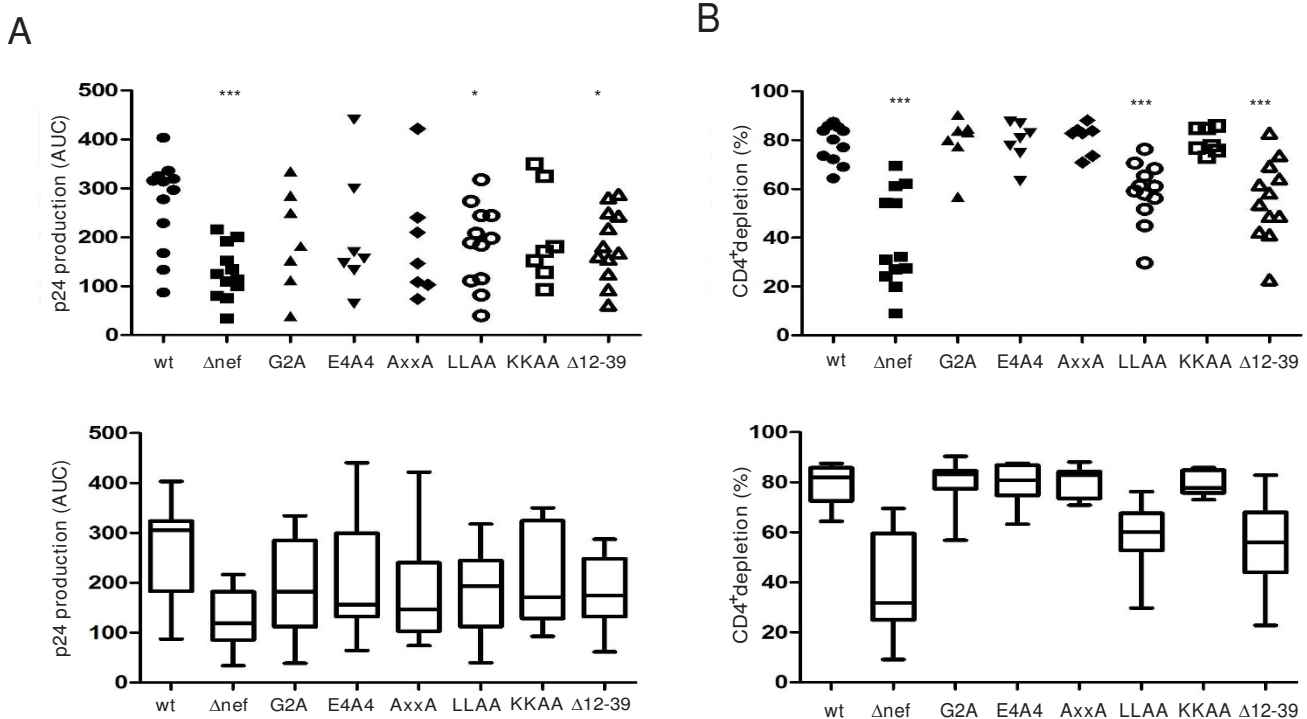 A
B
500
400
300
200
100
0
p24 production (AUC)
*** * *
wt Δnef G2A E4A4 AxxA LLAA KKAA Δ12-39
100
80
60
40
20
0
CD4+depletion (%)
*** *** ***
wt Δnef G2A E4A4 AxxA LLAA KKAA Δ12-39
500
400
300
200
100
0
p24 production (AUC)
wt Δnef G2A E4A4 AxxA LLAA KKAA Δ12-39
100
80
60
40
20
0
CD4+depletion (%)
wt Δnef G2A E4A4 AxxA LLAA KKAA Δ12-39